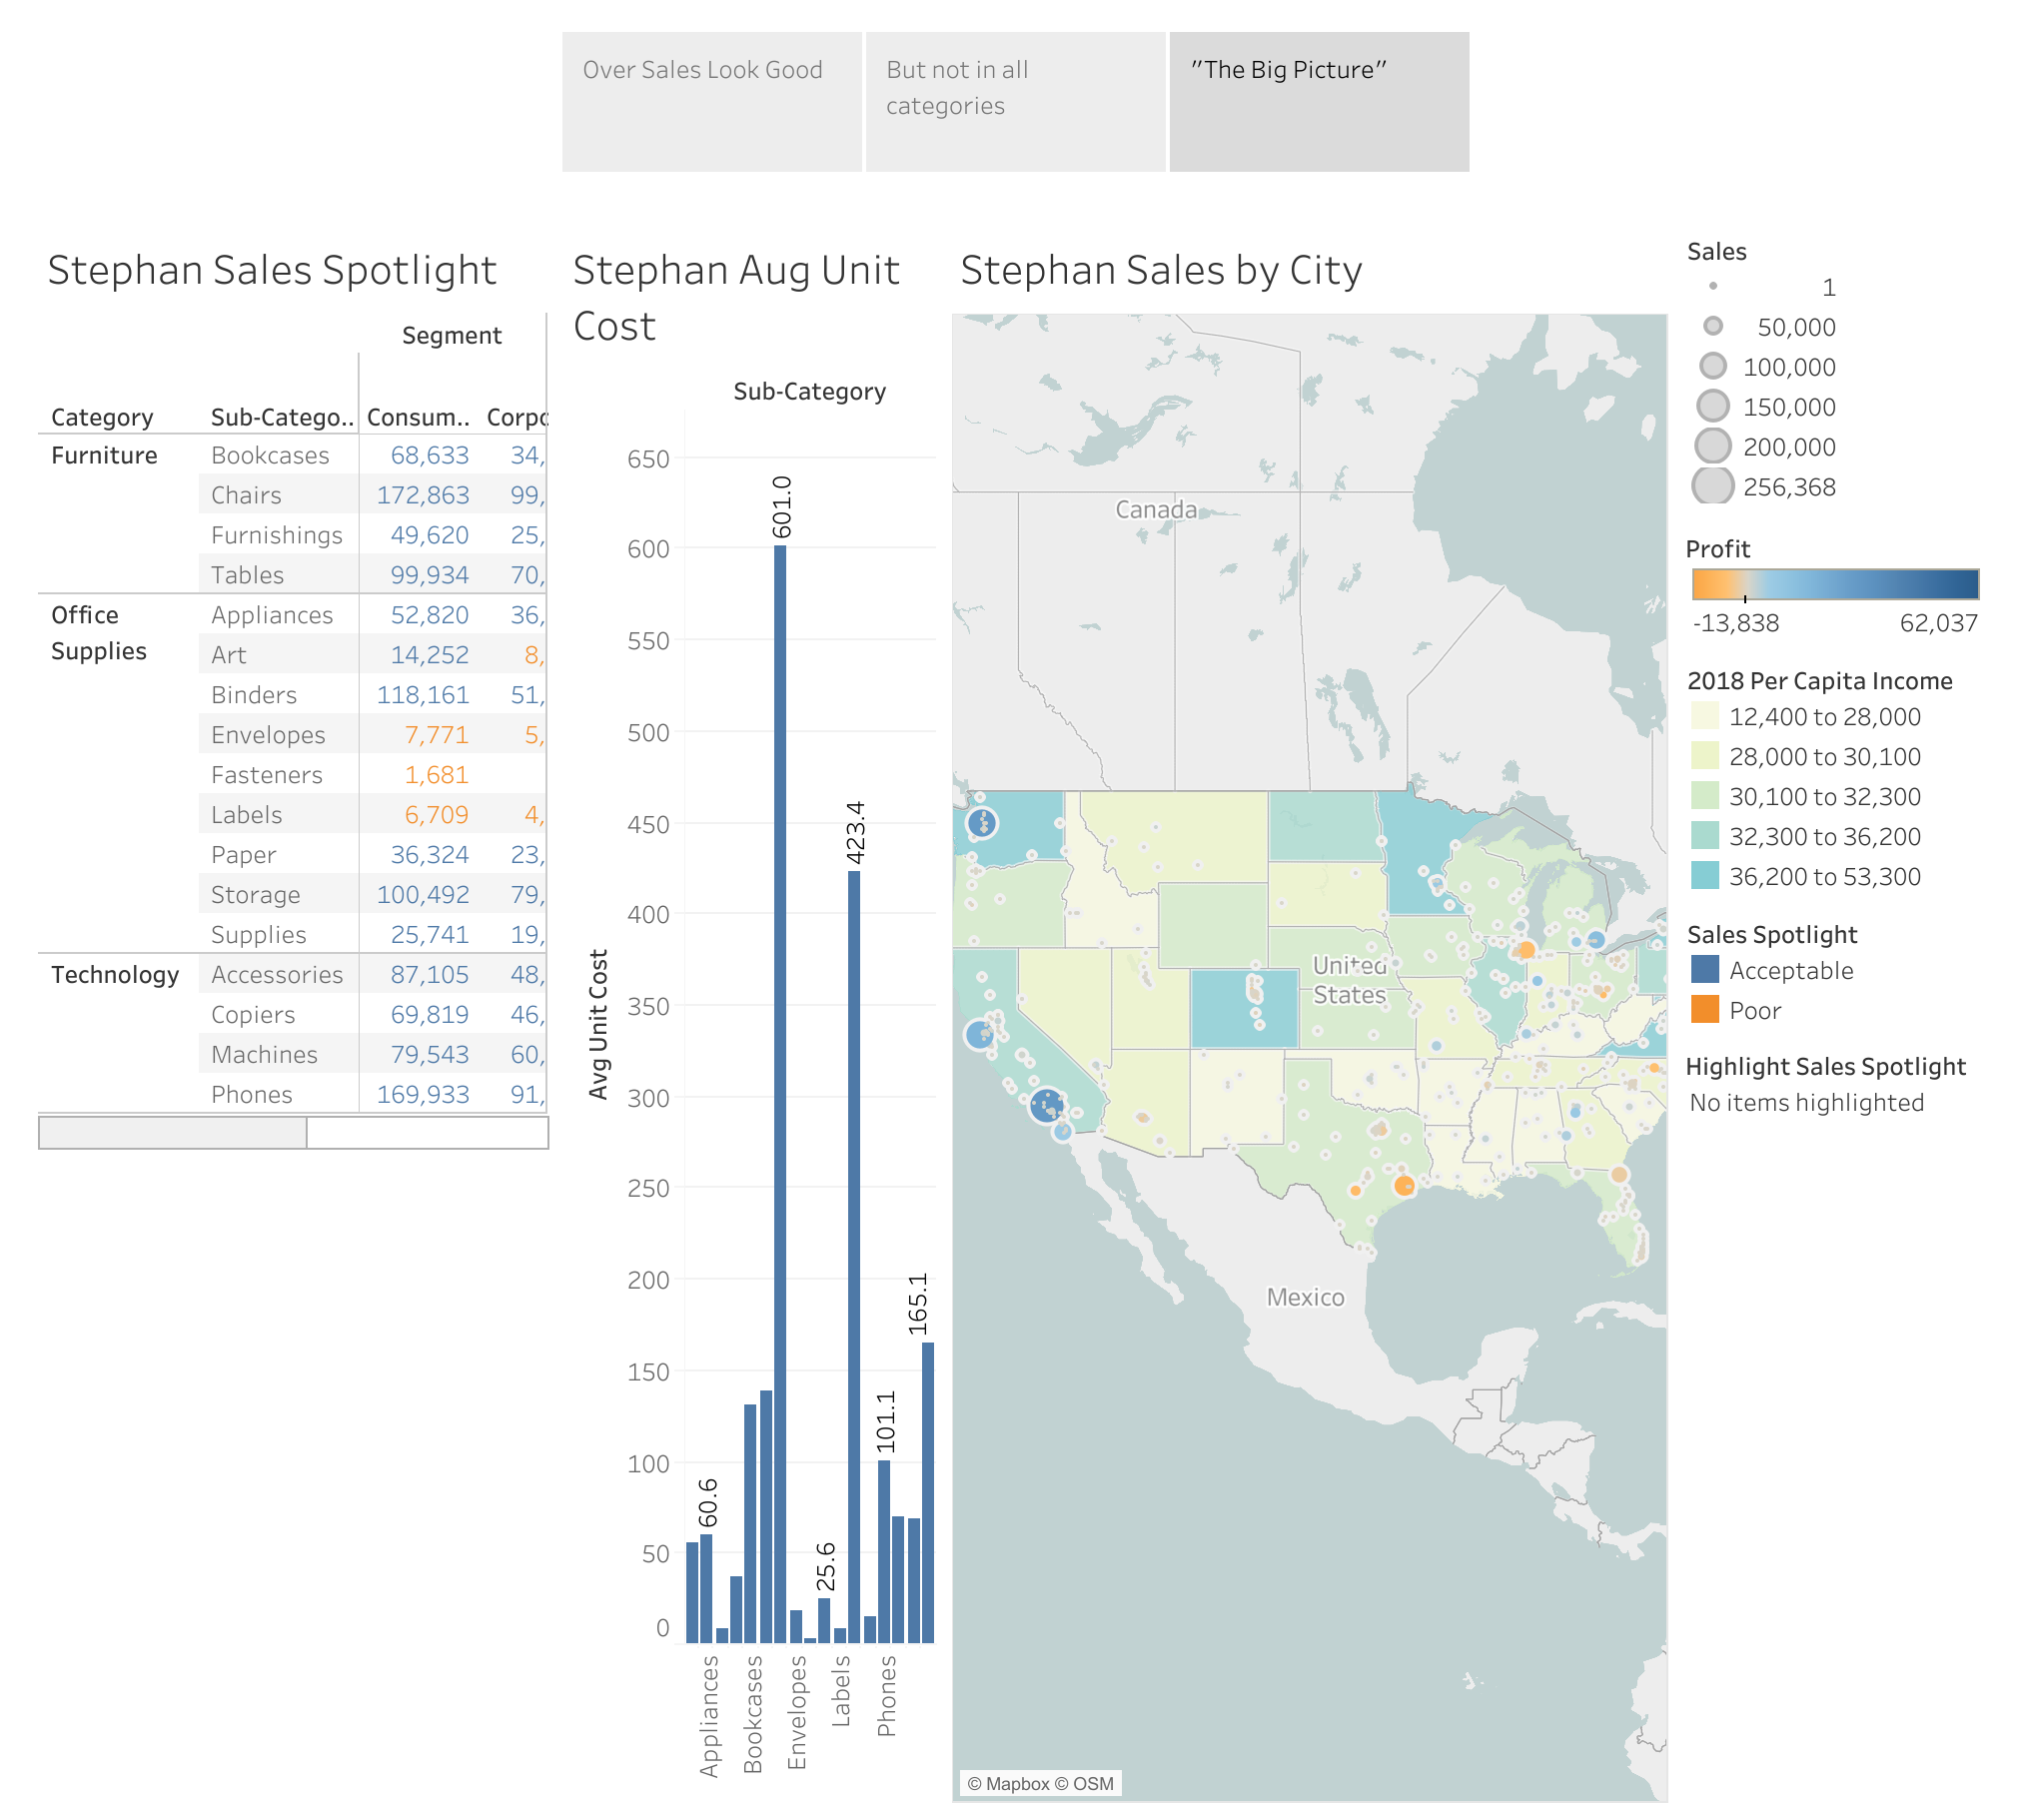 Over Sales Look Good
But not in all
categories
"The Big Picture"
Stephan Sales Spotlight
Segment
Category Sub-Catego.. Consum.. Corpo
Furniture Bookcases 68,633 34,
Chairs 172,863 99,
Furnishings 49,620 25,
Tables 99,934 70,
Office Appliances 52,820 36,
Supplies Art 14,252 8,
Binders 118,161 51,
Envelopes 7,771 5,
Fasteners 1,681
Labels 6,709 4,
Paper 36,324 23,
Storage 100,492 79,
Supplies 25,741 19,
Technology Accessories 87,105 48,
Copiers 69,819 46,
Machines 79,543 60,
Phones 169,933 91,
Stephan Aug Unit
Cost
Sub-Category
Avg Unit Cost
650
600
550
500
450
400
350
300
250
200
150
100
50
0
60.6
601.0
25.6
423.4
101.1
165.1
Appliances
Bookcases
Envelopes
Labels
Phones
Stephan Sales by City
Canada
United
States
Mexico
© Mapbox © OSM
Sales
1
50,000
100,000
150,000
200,000
256,368
Profit
-13,838 62,037
2018 Per Capita Income
12,400 to 28,000
28,000 to 30,100
30,100 to 32,300
32,300 to 36,200
36,200 to 53,300
Sales Spotlight
Acceptable
Poor
Highlight Sales Spotlight
No items highlighted